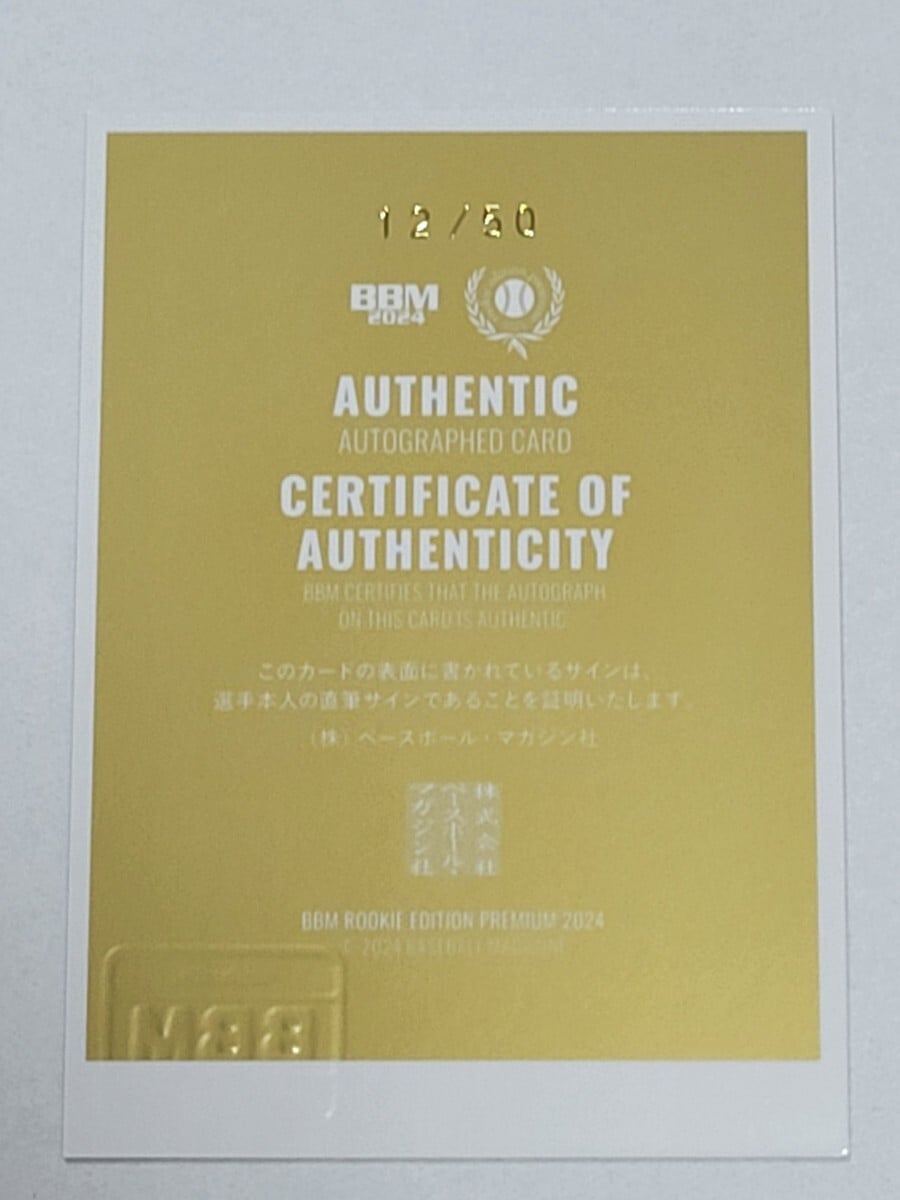 12/50
BBM
2024
AUTHENTIC
AUTOGRAPHED CARD
CERTIFICATE OF
AUTHENTICITY
BBM CERTIFIES THAT THE AUTOGRAPH
ON THIS CARD IS AUTHENTIC
このカードの表面に書かれているサインは、
選手本人の直筆サインであることを証明いたします。
(株)ベースボール・マガジン社
株式会社
ベースボール・
マガジン社
BBM ROOKIE EDITION PREMIUM 2024
© 2024 BASEBALL MAGAZINE
BBM